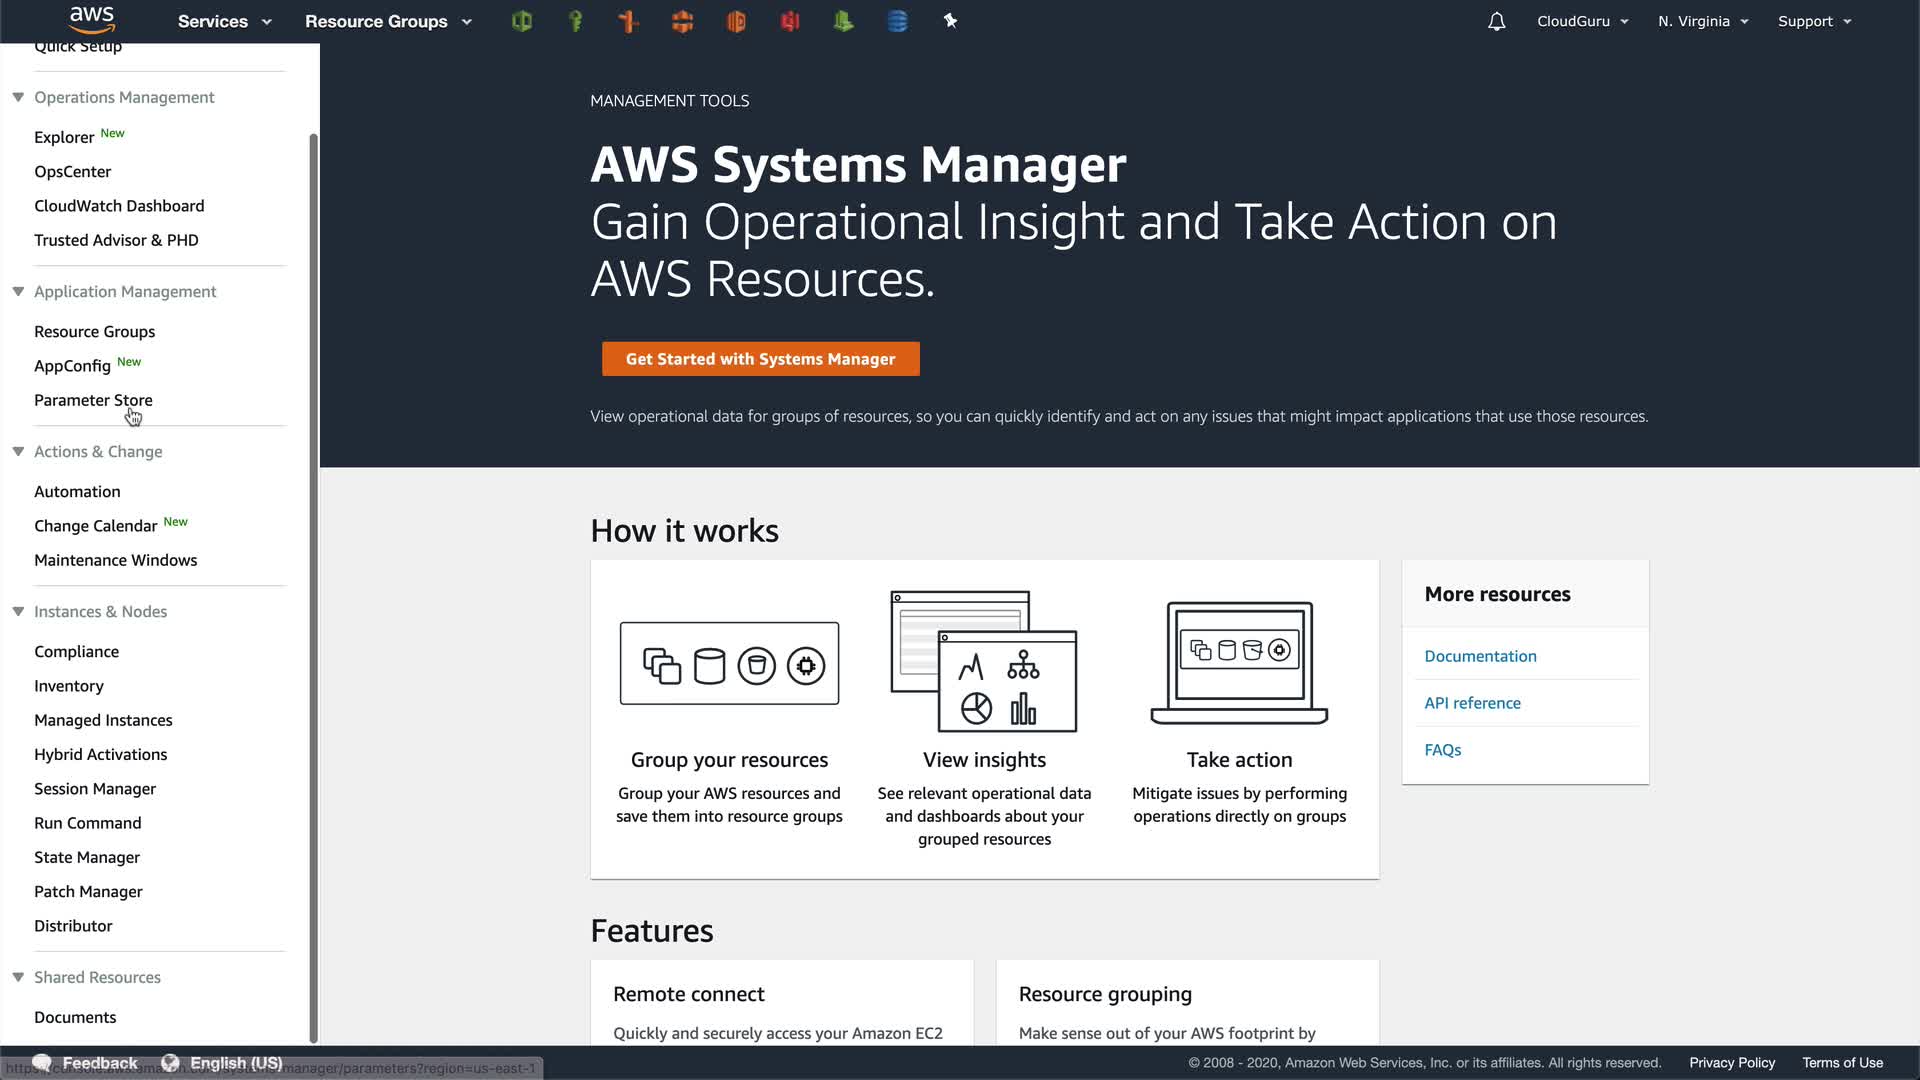 aws
Services
Resource Groups
CloudGuru
N. Virginia
Support
Quick Setup
Operations Management
Explorer New
OpsCenter
CloudWatch Dashboard
Trusted Advisor & PHD
Application Management
Resource Groups
AppConfig New
Parameter Store
Actions & Change
Automation
Change Calendar New
Maintenance Windows
Instances & Nodes
Compliance
Inventory
Managed Instances
Hybrid Activations
Session Manager
Run Command
State Manager
Patch Manager
Distributor
Shared Resources
Documents
MANAGEMENT TOOLS
AWS Systems Manager
Gain Operational Insight and Take Action on
AWS Resources.
Get Started with Systems Manager
View operational data for groups of resources, so you can quickly identify and act on any issues that might impact applications that use those resources.
How it works
Group your resources
Group your AWS resources and
save them into resource groups
View insights
See relevant operational data
and dashboards about your
grouped resources
Take action
Mitigate issues by performing
operations directly on groups
More resources
Documentation
API reference
FAQs
Features
Remote connect
Quickly and securely access your Amazon EC2
Resource grouping
Make sense out of your AWS footprint by
Feedback
English (US)
https://console.aws.amazon.com/systems-manager/parameters?region=us-east-1
© 2008 - 2020, Amazon Web Services, Inc. or its affiliates. All rights reserved.
Privacy Policy
Terms of Use